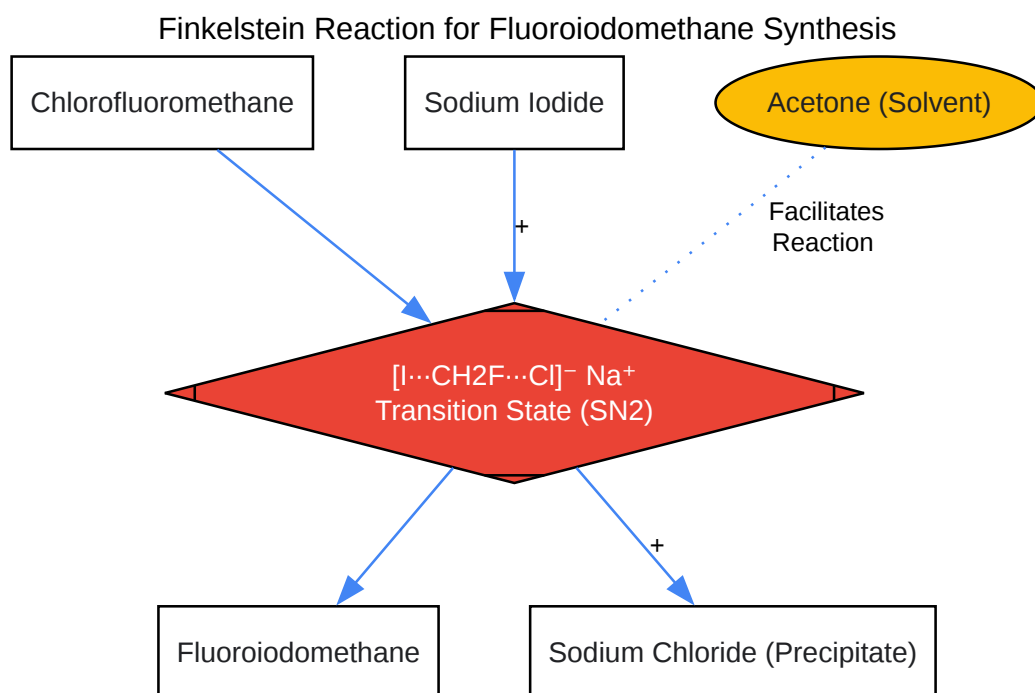 Finkelstein Reaction for Fluoroiodomethane Synthesis
Chlorofluoromethane
Sodium Iodide
Acetone (Solvent)
Facilitates
Reaction
+
[I···CH2F···Cl]⁻ Na⁺
Transition State (SN2)
+
Fluoroiodomethane
Sodium Chloride (Precipitate)